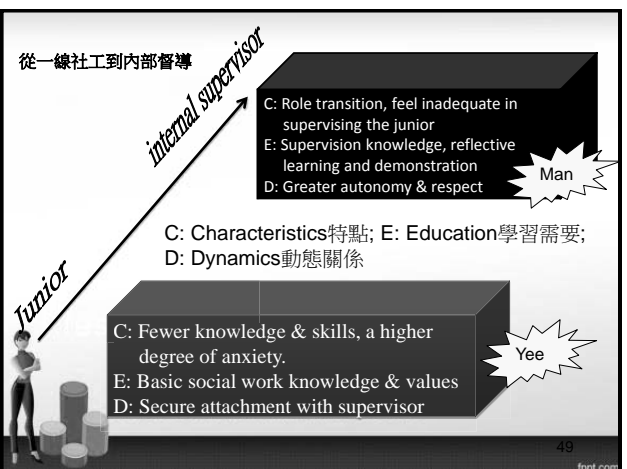 從一線社工到內部督導
internal supervisor
C: Role transition, feel inadequate in
supervising the junior
E: Supervision knowledge, reflective
learning and demonstration
D: Greater autonomy & respect
Man
C: Characteristics特點; E: Education學習需要;
D: Dynamics動態關係
Junior
C: Fewer knowledge & skills, a higher
degree of anxiety.
E: Basic social work knowledge & values
D: Secure attachment with supervisor
Yee
49
fppt.com